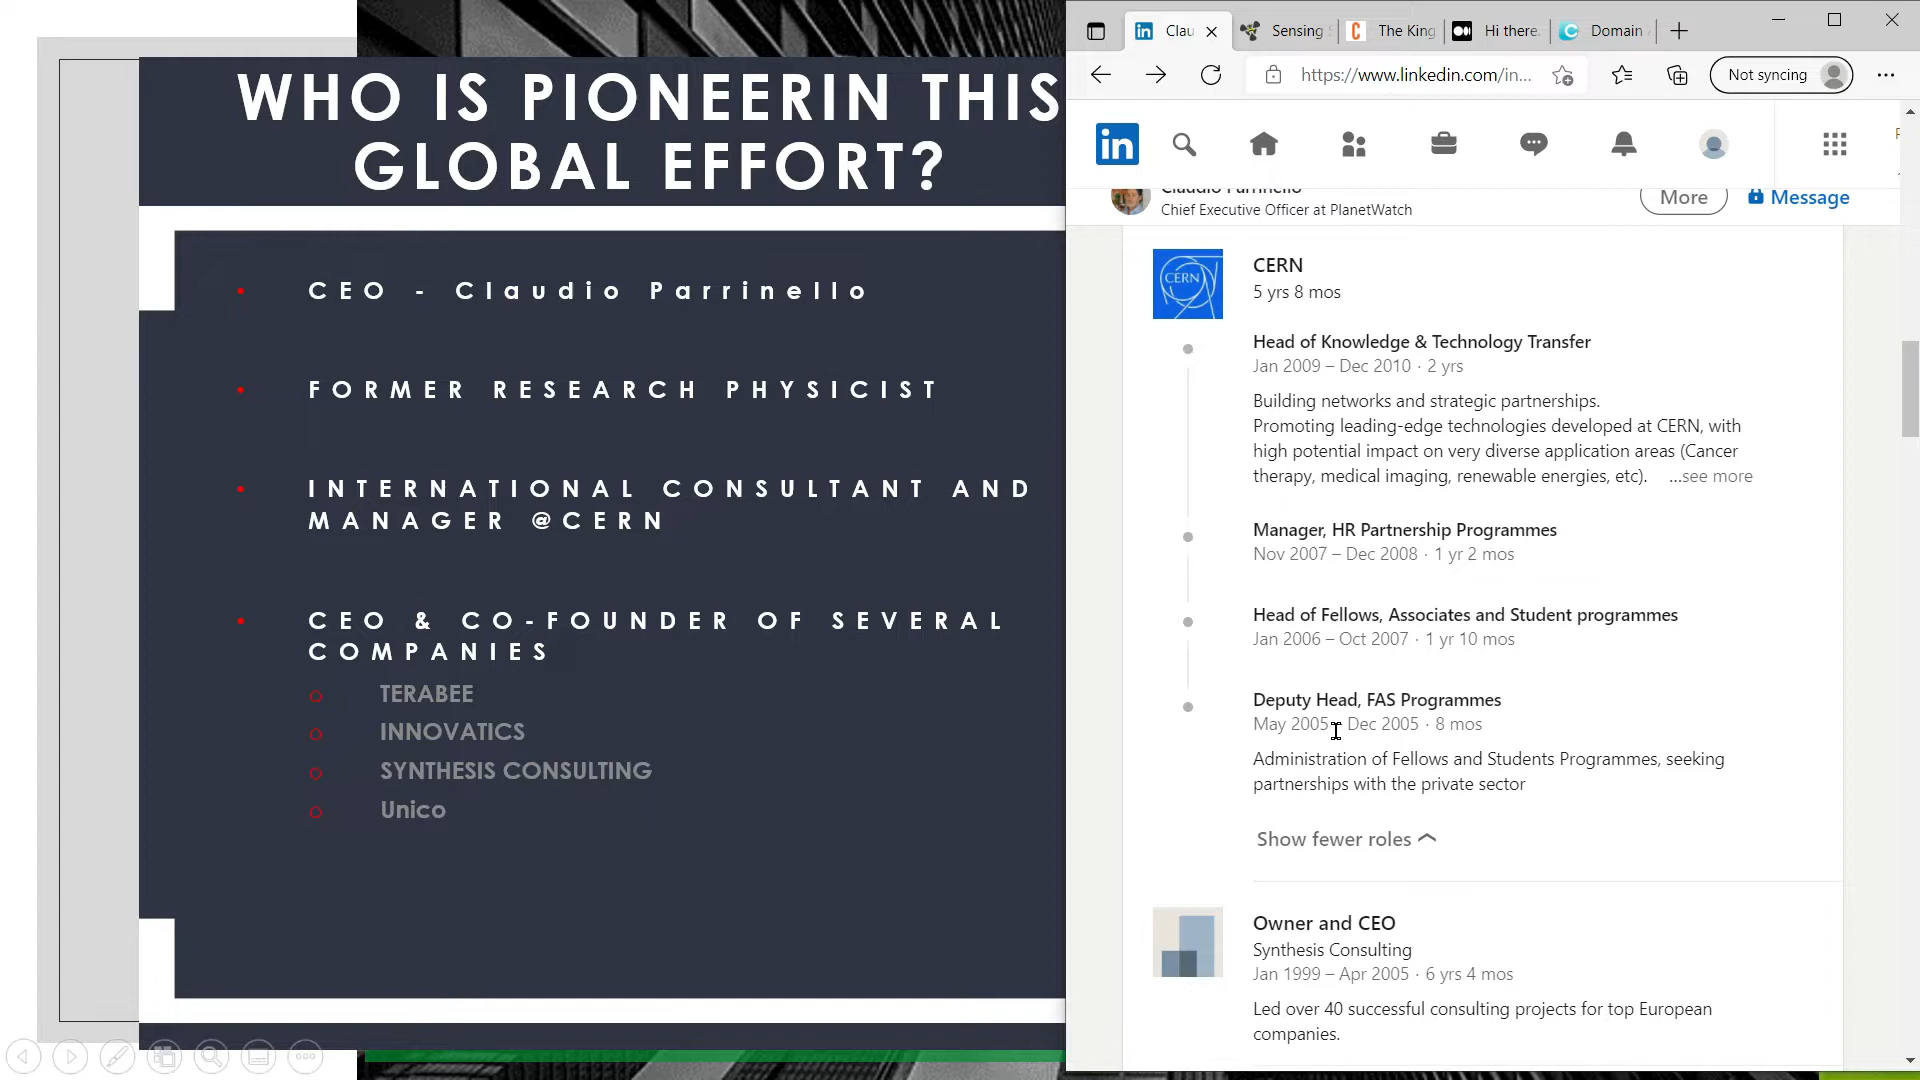 WHO IS PIONEERIN THIS
GLOBAL EFFORT?
CEO - Claudio Parrinello
FORMER RESEARCH PHYSICIST
INTERNATIONAL CONSULTANT AND
MANAGER @CERN
CEO & CO-FOUNDER OF SEVERAL
COMPANIES
TERABEE
INNOVATICS
SYNTHESIS CONSULTING
Unico
Clau
Sensing
The King
Hi there.
Domain
https://www.linkedin.com/in...
Not syncing
in
Claudio Parrinello
Chief Executive Officer at PlanetWatch
More
Message
CERN
CERN
5 yrs 8 mos
Head of Knowledge & Technology Transfer
Jan 2009 – Dec 2010 · 2 yrs
Building networks and strategic partnerships.
Promoting leading-edge technologies developed at CERN, with
high potential impact on very diverse application areas (Cancer
therapy, medical imaging, renewable energies, etc). ...see more
Manager, HR Partnership Programmes
Nov 2007 – Dec 2008 · 1 yr 2 mos
Head of Fellows, Associates and Student programmes
Jan 2006 – Oct 2007 · 1 yr 10 mos
Deputy Head, FAS Programmes
May 2005 – Dec 2005 · 8 mos
Administration of Fellows and Students Programmes, seeking
partnerships with the private sector
Show fewer roles
Owner and CEO
Synthesis Consulting
Jan 1999 – Apr 2005 · 6 yrs 4 mos
Led over 40 successful consulting projects for top European
companies.